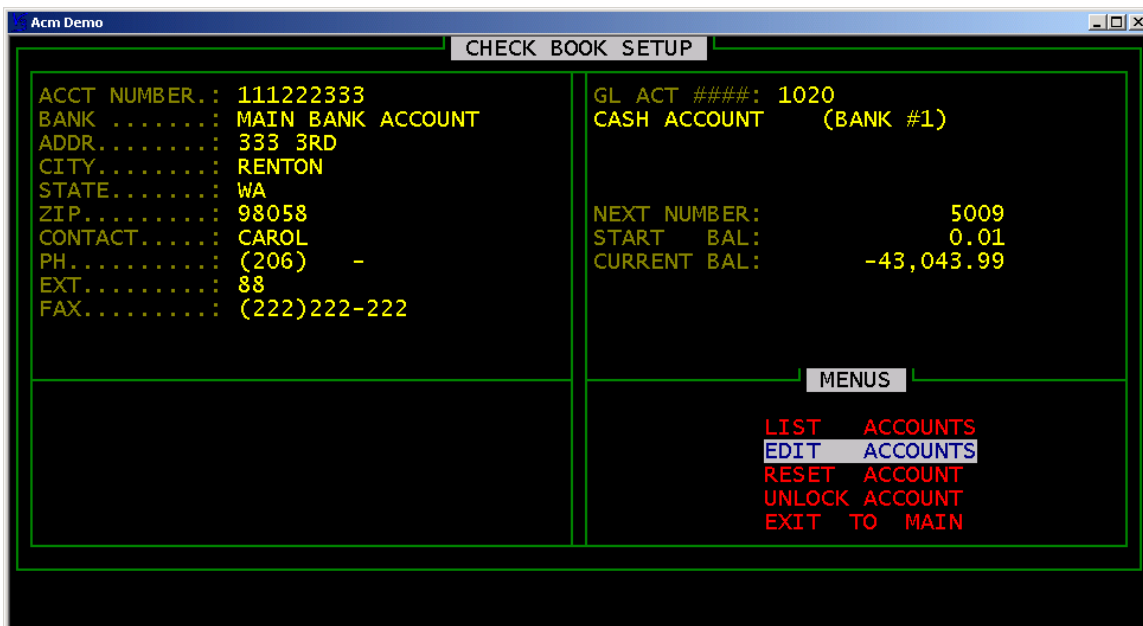 Acm Demo
CHECK BOOK SETUP
ACCT NUMBER.: 111222333
BANK .......: MAIN BANK ACCOUNT
ADDR........: 333 3RD
CITY........: RENTON
STATE.......: WA
ZIP.........: 98058
CONTACT.....: CAROL
PH..........: (206)   -
EXT.........: 88
FAX.........: (222)222-222
GL ACT ####: 1020
CASH ACCOUNT    (BANK #1)
NEXT NUMBER: 5009
START   BAL: 0.01
CURRENT BAL: -43,043.99
MENUS
LIST   ACCOUNTS
EDIT   ACCOUNTS
RESET  ACCOUNT
UNLOCK ACCOUNT
EXIT  TO  MAIN